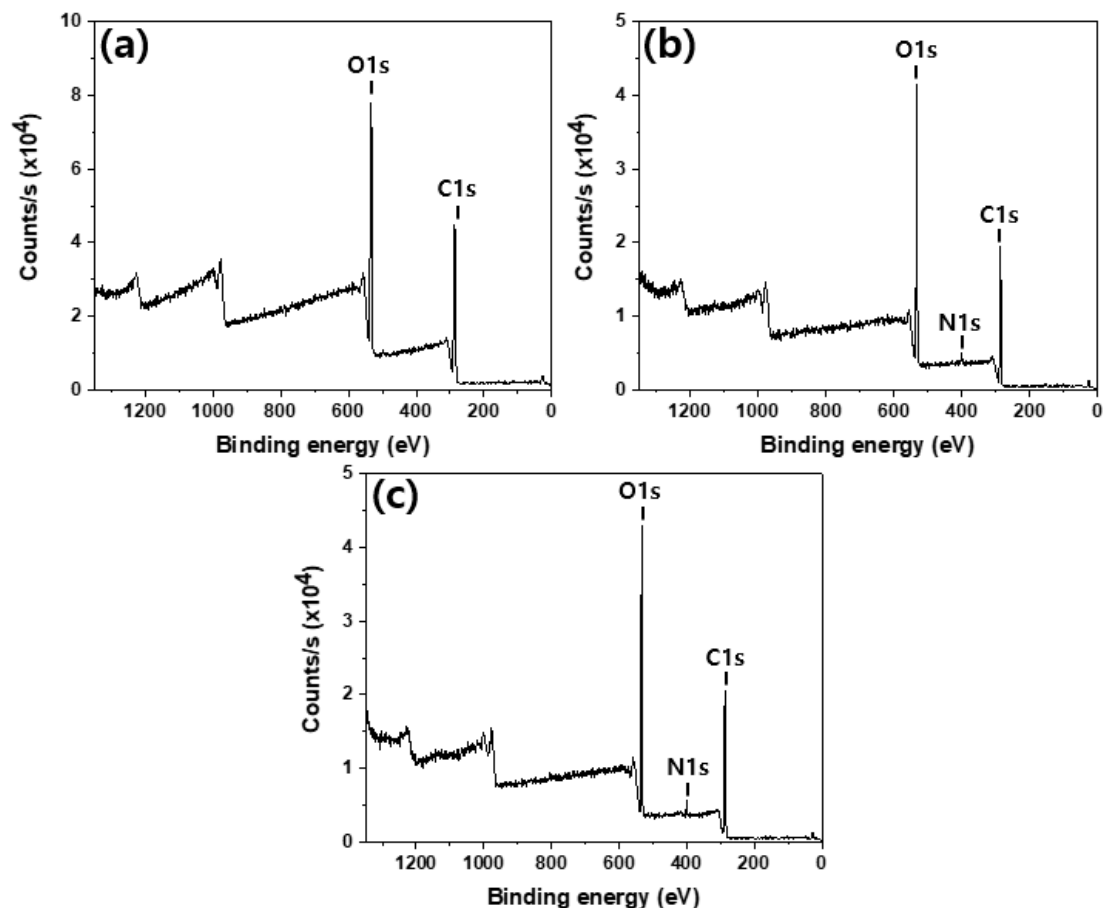 (a)
O1s
C1s
Counts/s (x10⁴)
10
8
6
4
2
0
1200 1000 800 600 400 200 0
Binding energy (eV)
(b)
O1s
C1s
N1s
Counts/s (x10⁴)
5
4
3
2
1
0
1200 1000 800 600 400 200 0
Binding energy (eV)
(c)
O1s
C1s
N1s
Counts/s (x10⁴)
5
4
3
2
1
0
1200 1000 800 600 400 200 0
Binding energy (eV)